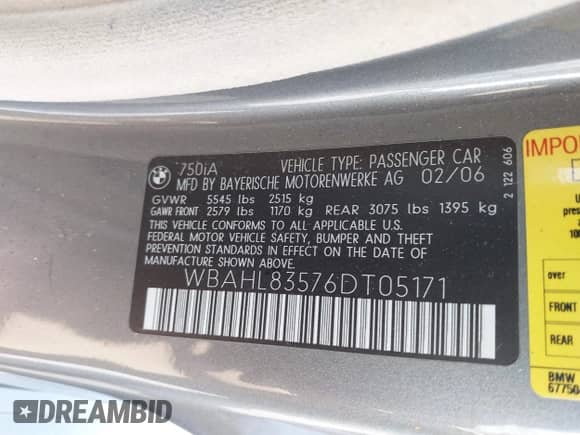 750iA VEHICLE TYPE: PASSENGER CAR
MFD BY BAYERISCHE MOTORENWERKE AG 02/06
GVWR 5545 lbs 2515 kg
GAWR FRONT 2579 lbs 1170 kg REAR 3075 lbs 1395 kg
THIS VEHICLE CONFORMS TO ALL APPLICABLE
FEDERAL MOTOR VEHICLE SAFETY, BUMPER AND THEFT
PREVENTION STANDARDS IN EFFECT ON THE DATE OF
MANUFACTURE SHOWN ABOVE.
WBAHL83576DT05171
2 122 606
IMPO
over
FRONT
REAR
BMW
67750
DREAMBID